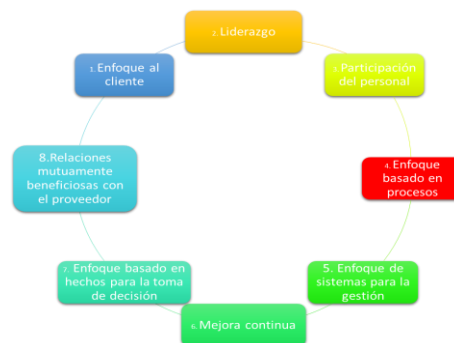 2. Liderazgo
1. Enfoque al
cliente
3. Participación
del personal
8.Relaciones
mutuamente
beneficiosas con
el proveedor
4. Enfoque
basado en
procesos
7. Enfoque basado en
hechos para la toma
de decisión
5. Enfoque de
sistemas para la
gestión
6. Mejora continua